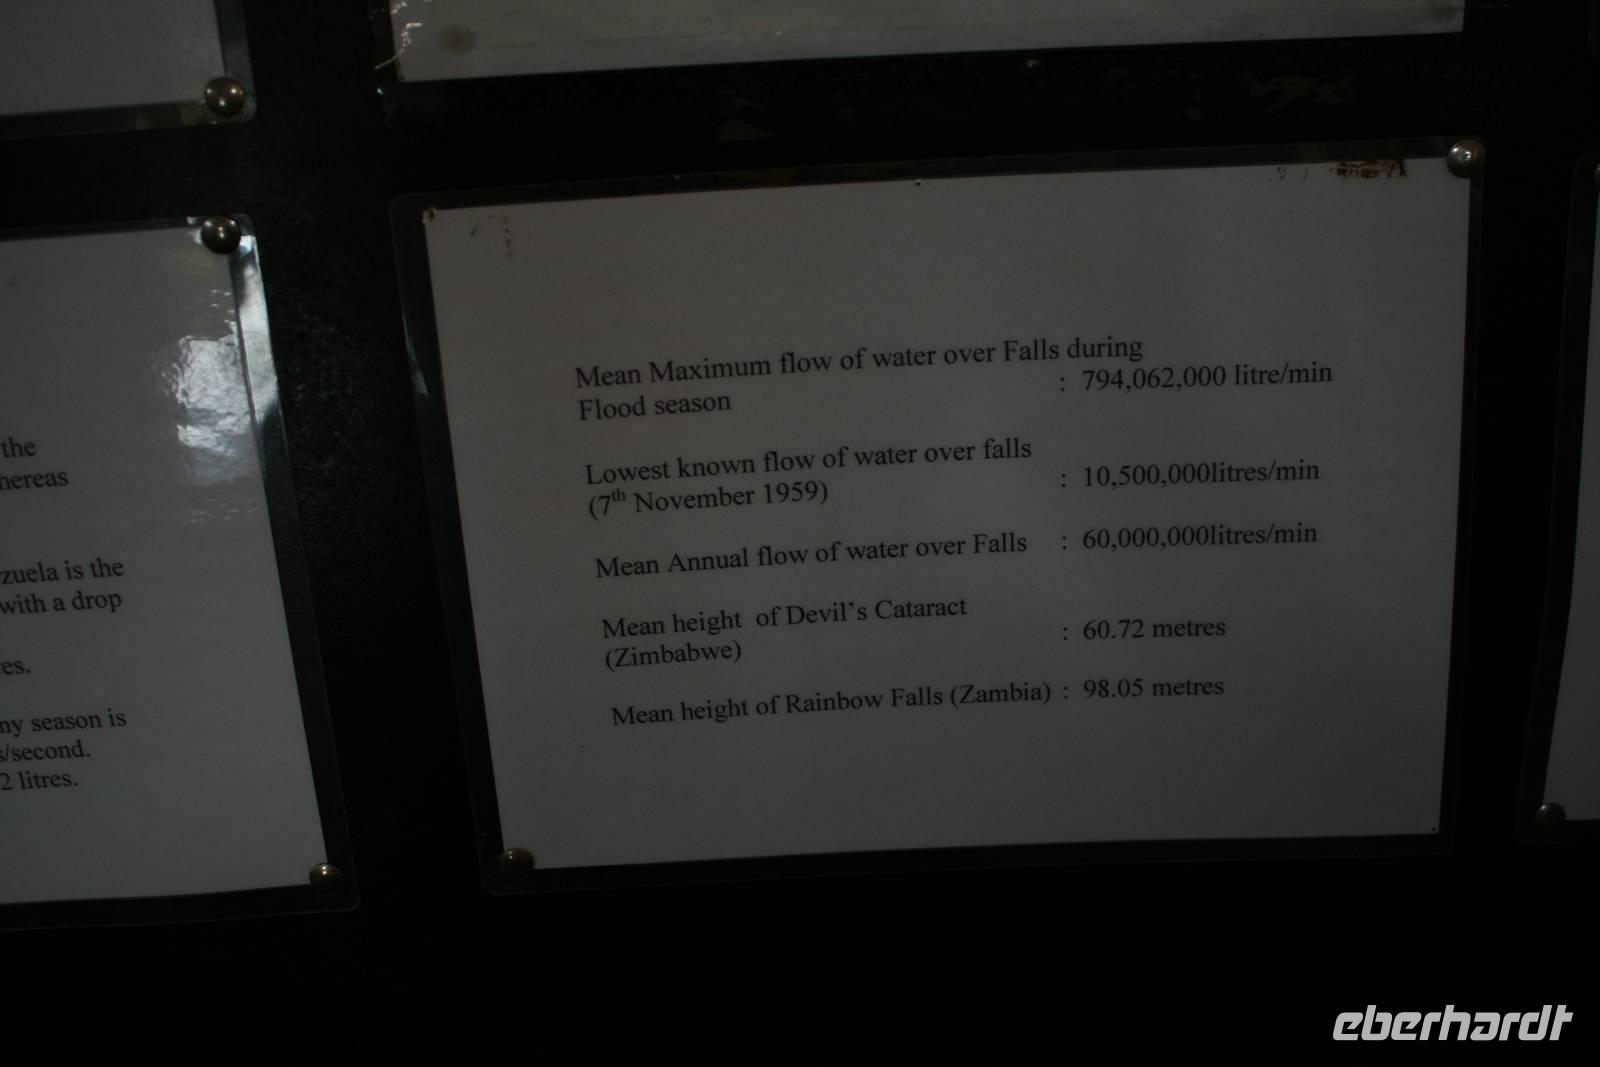 the
hereas
zuela is the
with a drop
es.
ny season is
s/second.
2 litres.
Mean Maximum flow of water over Falls during
Flood season : 794,062,000 litre/min
Lowest known flow of water over falls
(7th November 1959) : 10,500,000litres/min
Mean Annual flow of water over Falls : 60,000,000litres/min
Mean height of Devil's Cataract
(Zimbabwe) : 60.72 metres
Mean height of Rainbow Falls (Zambia) : 98.05 metres
eberhardt